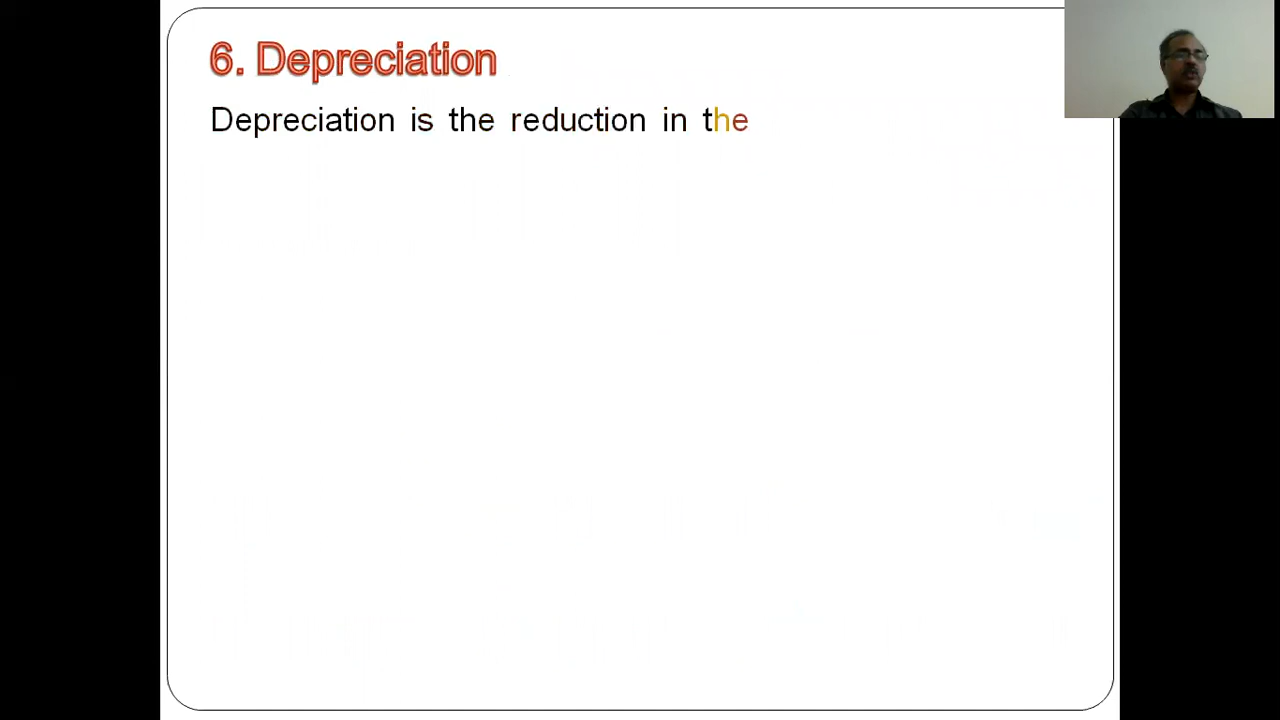 6. Depreciation
Depreciation is the reduction in the